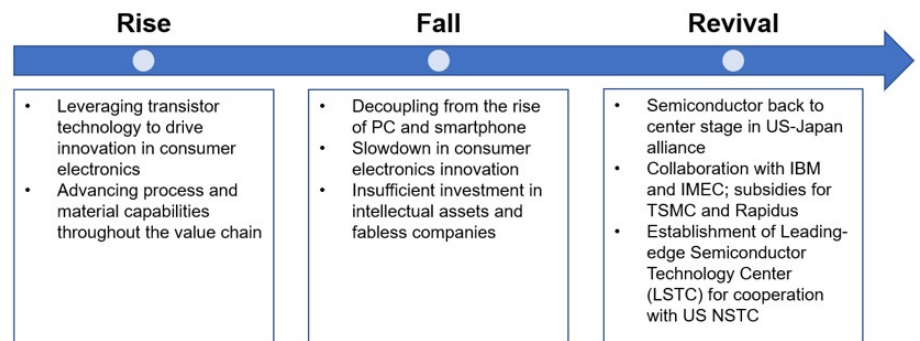 Rise
Fall
Revival
• Leveraging transistor
technology to drive
innovation in consumer
electronics
• Advancing process and
material capabilities
throughout the value chain
• Decoupling from the rise
of PC and smartphone
• Slowdown in consumer
electronics innovation
• Insufficient investment in
intellectual assets and
fabless companies
• Semiconductor back to
center stage in US-Japan
alliance
• Collaboration with IBM
and IMEC; subsidies for
TSMC and Rapidus
• Establishment of Leading-
edge Semiconductor
Technology Center
(LSTC) for cooperation
with US NSTC